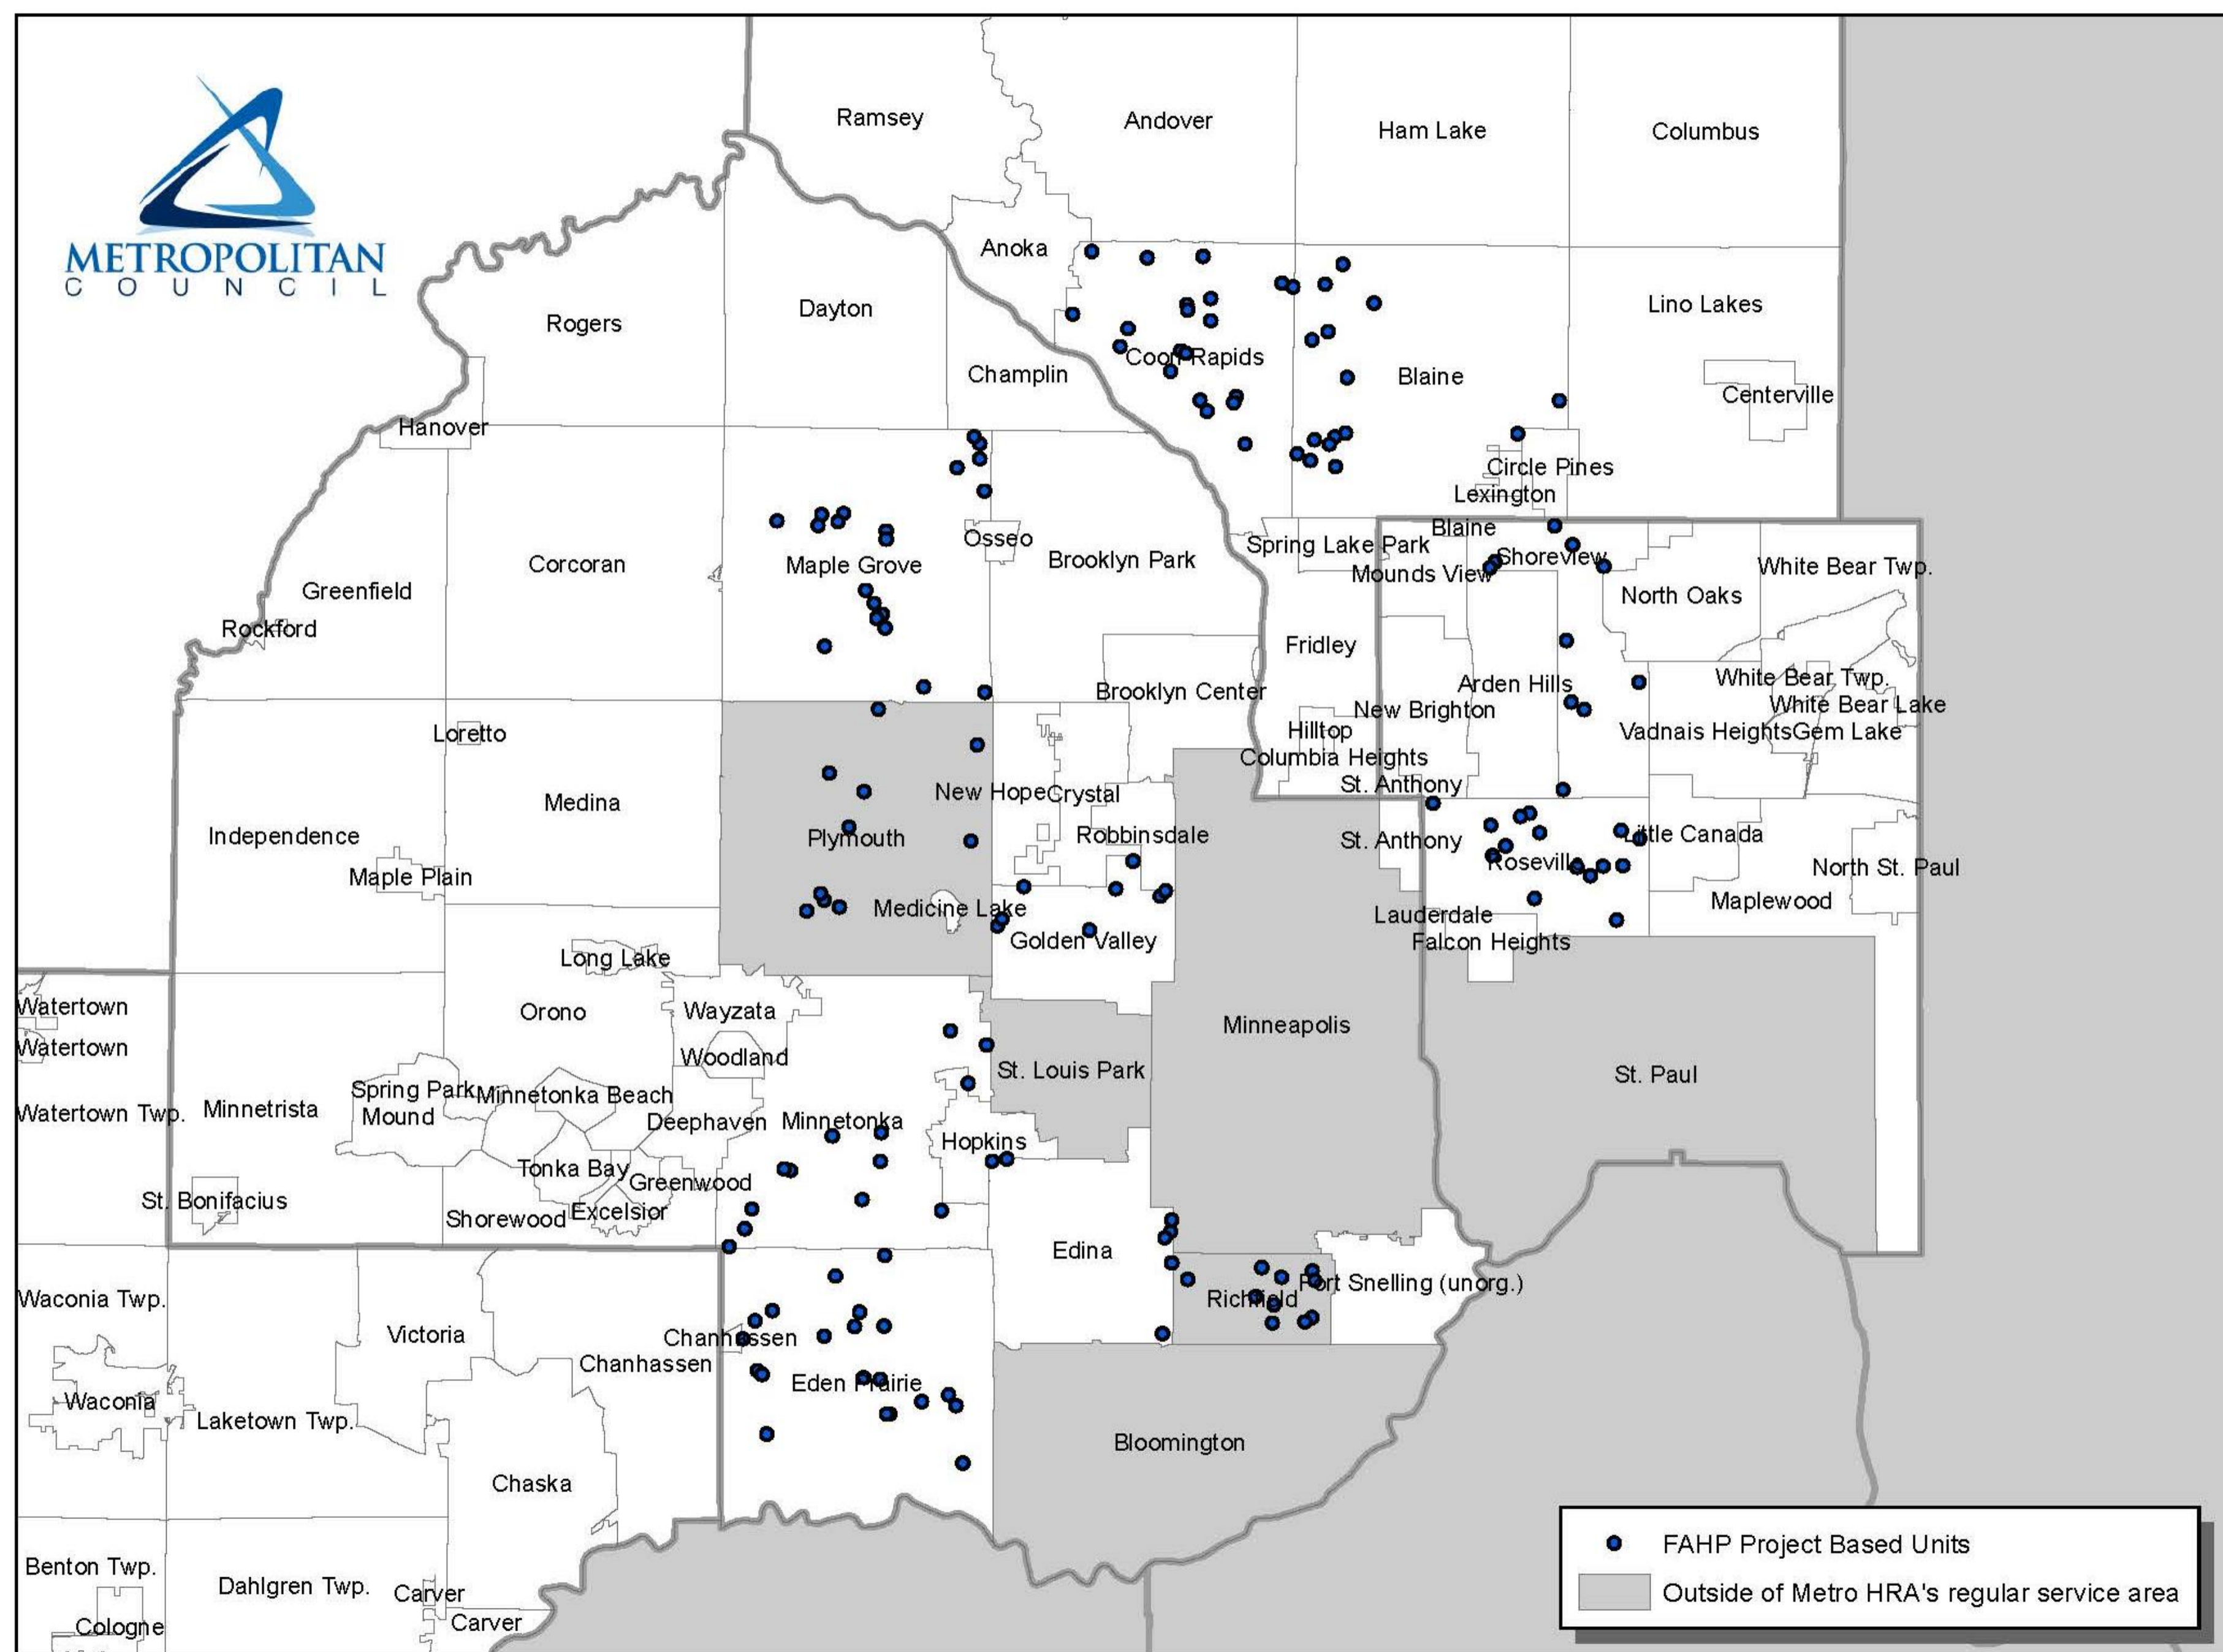 METROPOLITAN
COUNCIL
Ramsey
Andover
Ham Lake
Columbus
Anoka
Rogers
Dayton
Lino Lakes
Champlin
Coon Rapids
Blaine
Centerville
Hanover
Circle Pines
Lexington
Blaine
Osseo
Spring Lake Park
Shoreview
Corcoran
Maple Grove
Brooklyn Park
Mounds View
White Bear Twp.
Greenfield
North Oaks
Rockford
Fridley
Brooklyn Center
Arden Hills
White Bear Twp.
New Brighton
White Bear Lake
Loretto
Hilltop
Vadnais Heights
Gem Lake
Columbia Heights
St. Anthony
Medina
New Hope
Crystal
Independence
Plymouth
Robbinsdale
St. Anthony
Little Canada
Maple Plain
Roseville
North St. Paul
Medicine Lake
Maplewood
Lauderdale
Golden Valley
Falcon Heights
Long Lake
Watertown
Orono
Wayzata
Minneapolis
Watertown
Woodland
St. Louis Park
St. Paul
Spring Park
Minnetonka Beach
Watertown Twp.
Minnetrista
Mound
Deephaven
Minnetonka
Hopkins
Tonka Bay
Greenwood
St. Bonifacius
Shorewood
Excelsior
Edina
Waconia Twp.
Richfield
Fort Snelling (unorg.)
Victoria
Chanhassen
Chanhassen
Eden Prairie
Waconia
Laketown Twp.
Bloomington
Chaska
Benton Twp.
Dahlgren Twp.
Carver
Cologne
Carver
FAHP Project Based Units
Outside of Metro HRA's regular service area